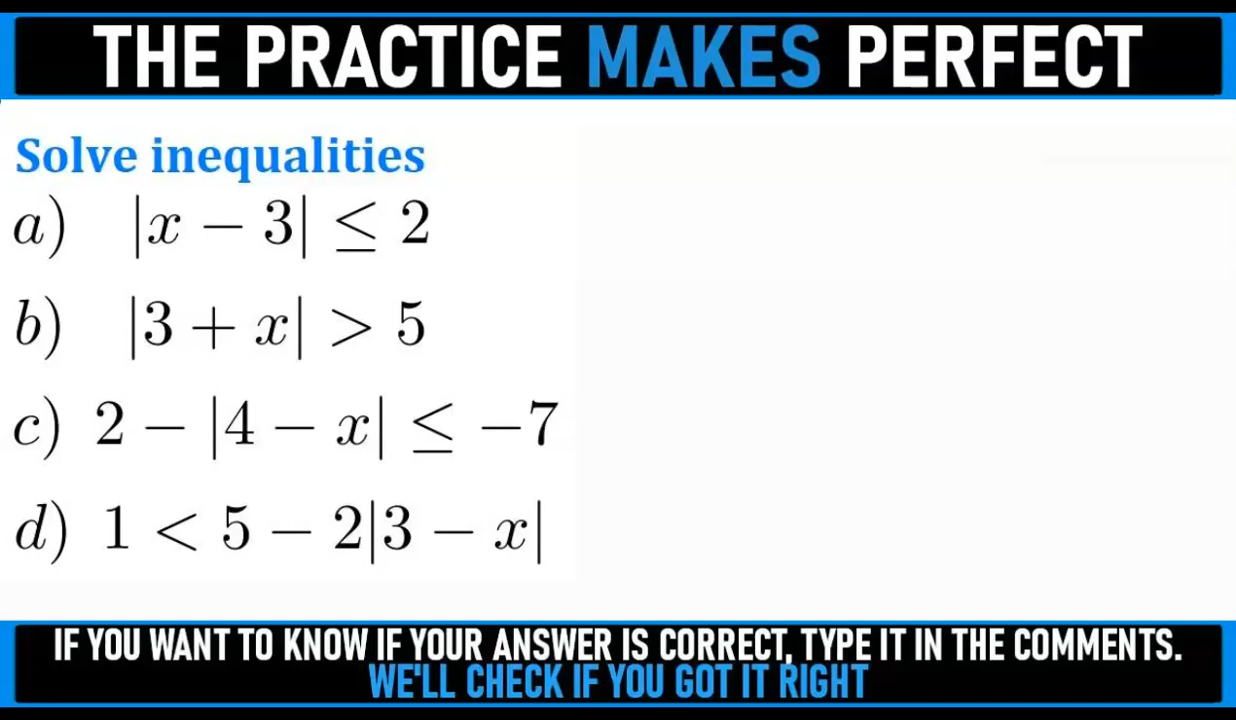 THE PRACTICE MAKES PERFECT
Solve inequalities
a) |x − 3| ≤ 2
b) |3 + x| > 5
c) 2 − |4 − x| ≤ −7
d) 1 < 5 − 2|3 − x|
IF YOU WANT TO KNOW IF YOUR ANSWER IS CORRECT, TYPE IT IN THE COMMENTS.
WE'LL CHECK IF YOU GOT IT RIGHT